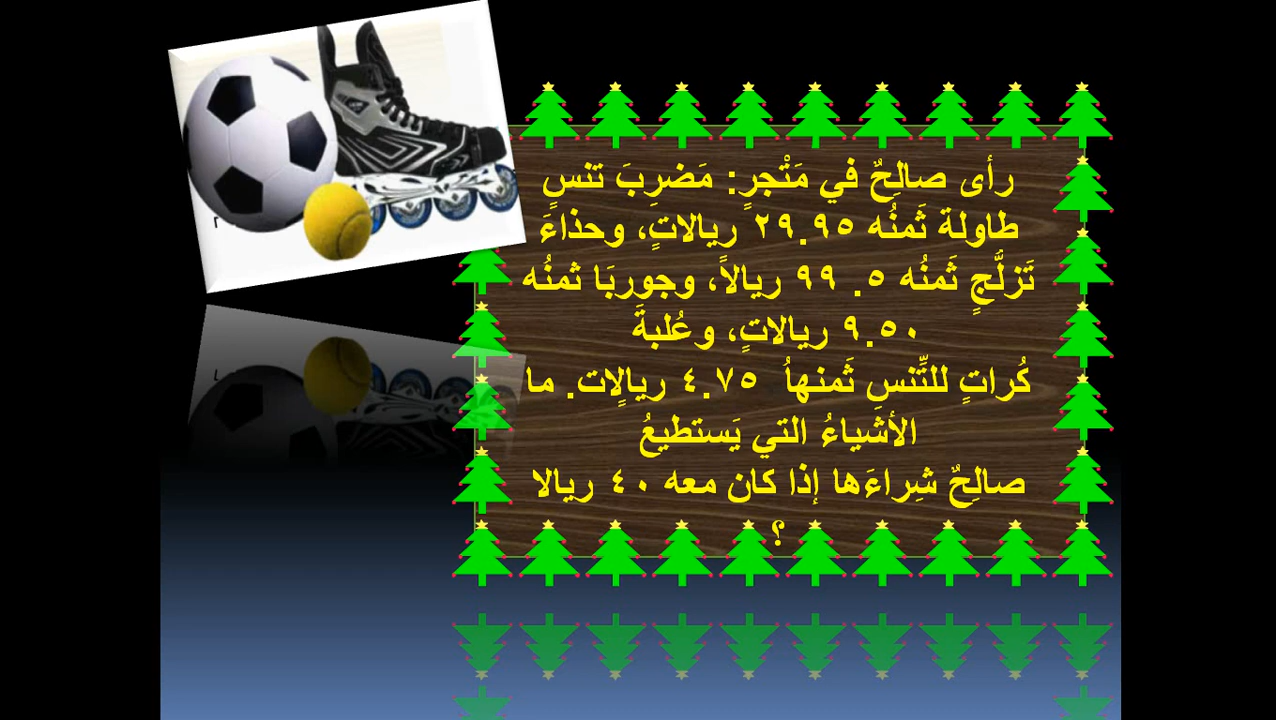 رأى صالحٌ في مَتْجرٍ: مَضرِبَ تنسٍ
طاولة ثَمنُه ٢٩.٩٥ ريالاتٍ، وحذاءَ
تَزلُّجٍ ثَمنُه ٥. ٩٩ ريالاً، وجوربَا ثمنُه
٩.٥٠ ريالاتٍ، وعُلبةَ
كُراتٍ للتِّنسِ ثَمنهاُ ٤.٧٥ ريالٍات. ما
الأشياءُ التي يَستطيعُ
صالِحٌ شِراءَها إذا كان معه ٤٠ ريالا
؟